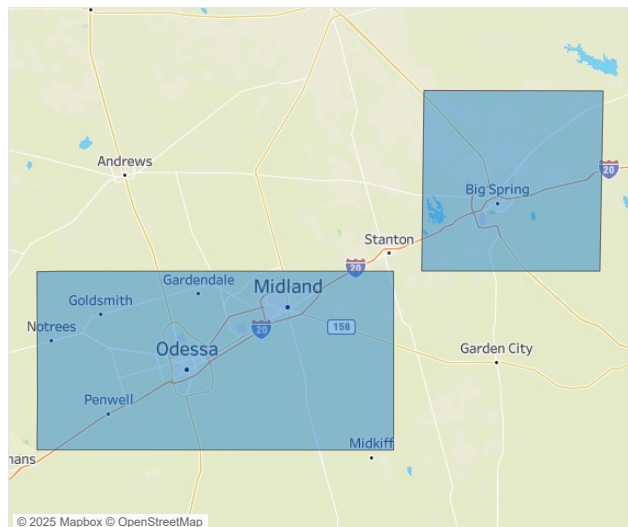 Andrews
Big Spring
20
Stanton
20
Gardendale
Midland
Goldsmith
Notrees
20
158
Odessa
Garden City
Penwell
Midkiff
nans
© 2025 Mapbox © OpenStreetMap